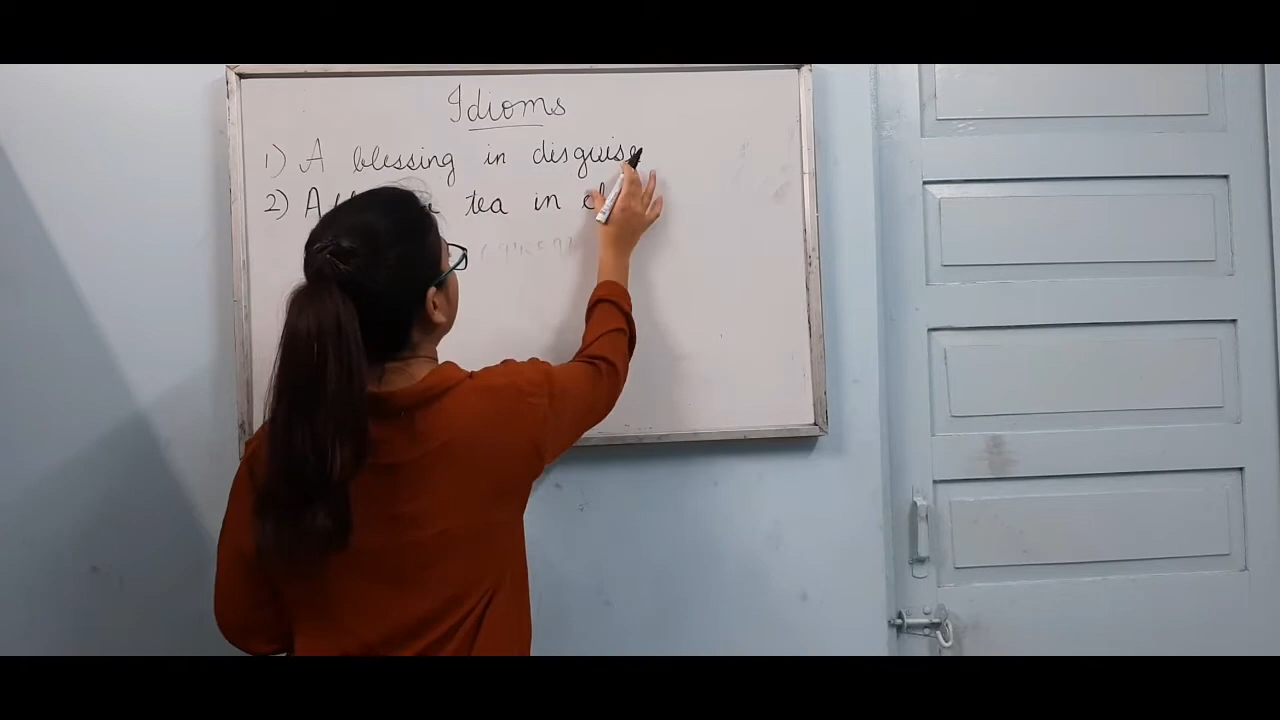 Idioms
1) A blessing in disguise
2) A tea in